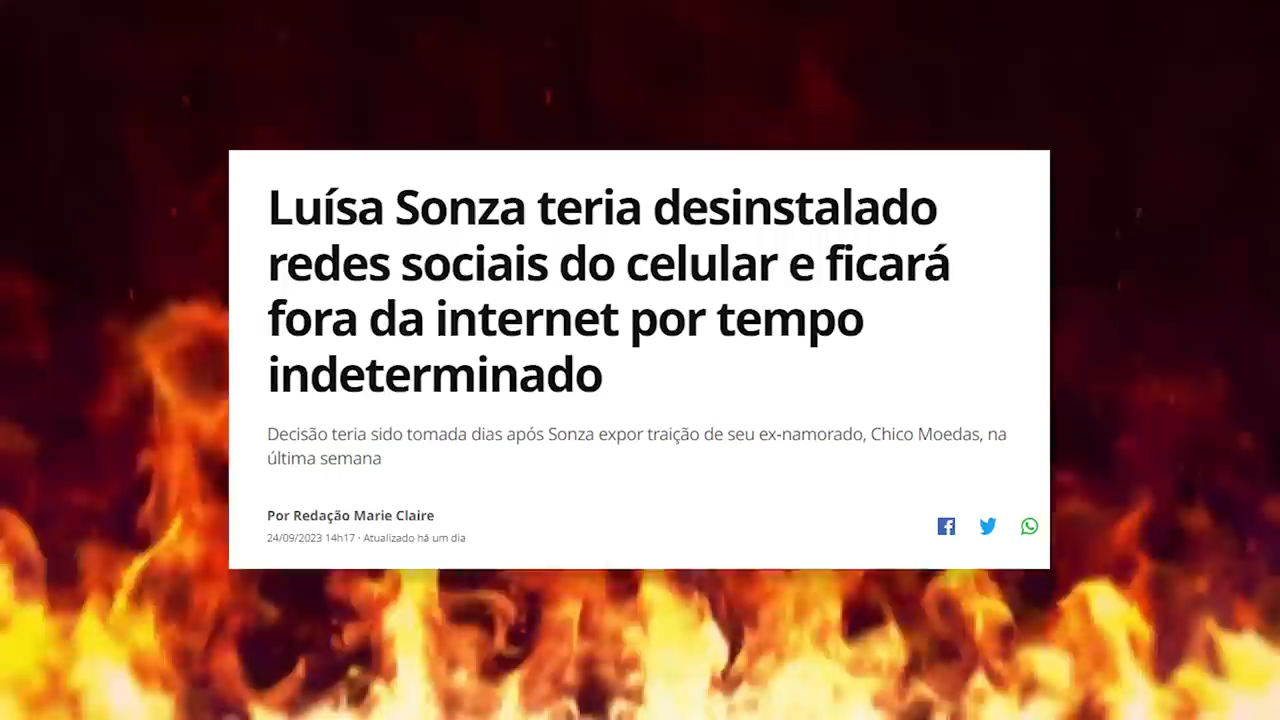 Luísa Sonza teria desinstalado
redes sociais do celular e ficará
fora da internet por tempo
indeterminado
Decisão teria sido tomada dias após Sonza expor traição de seu ex-namorado, Chico Moedas, na
última semana
Por Redação Marie Claire
24/09/2023 14h17 · Atualizado há um dia